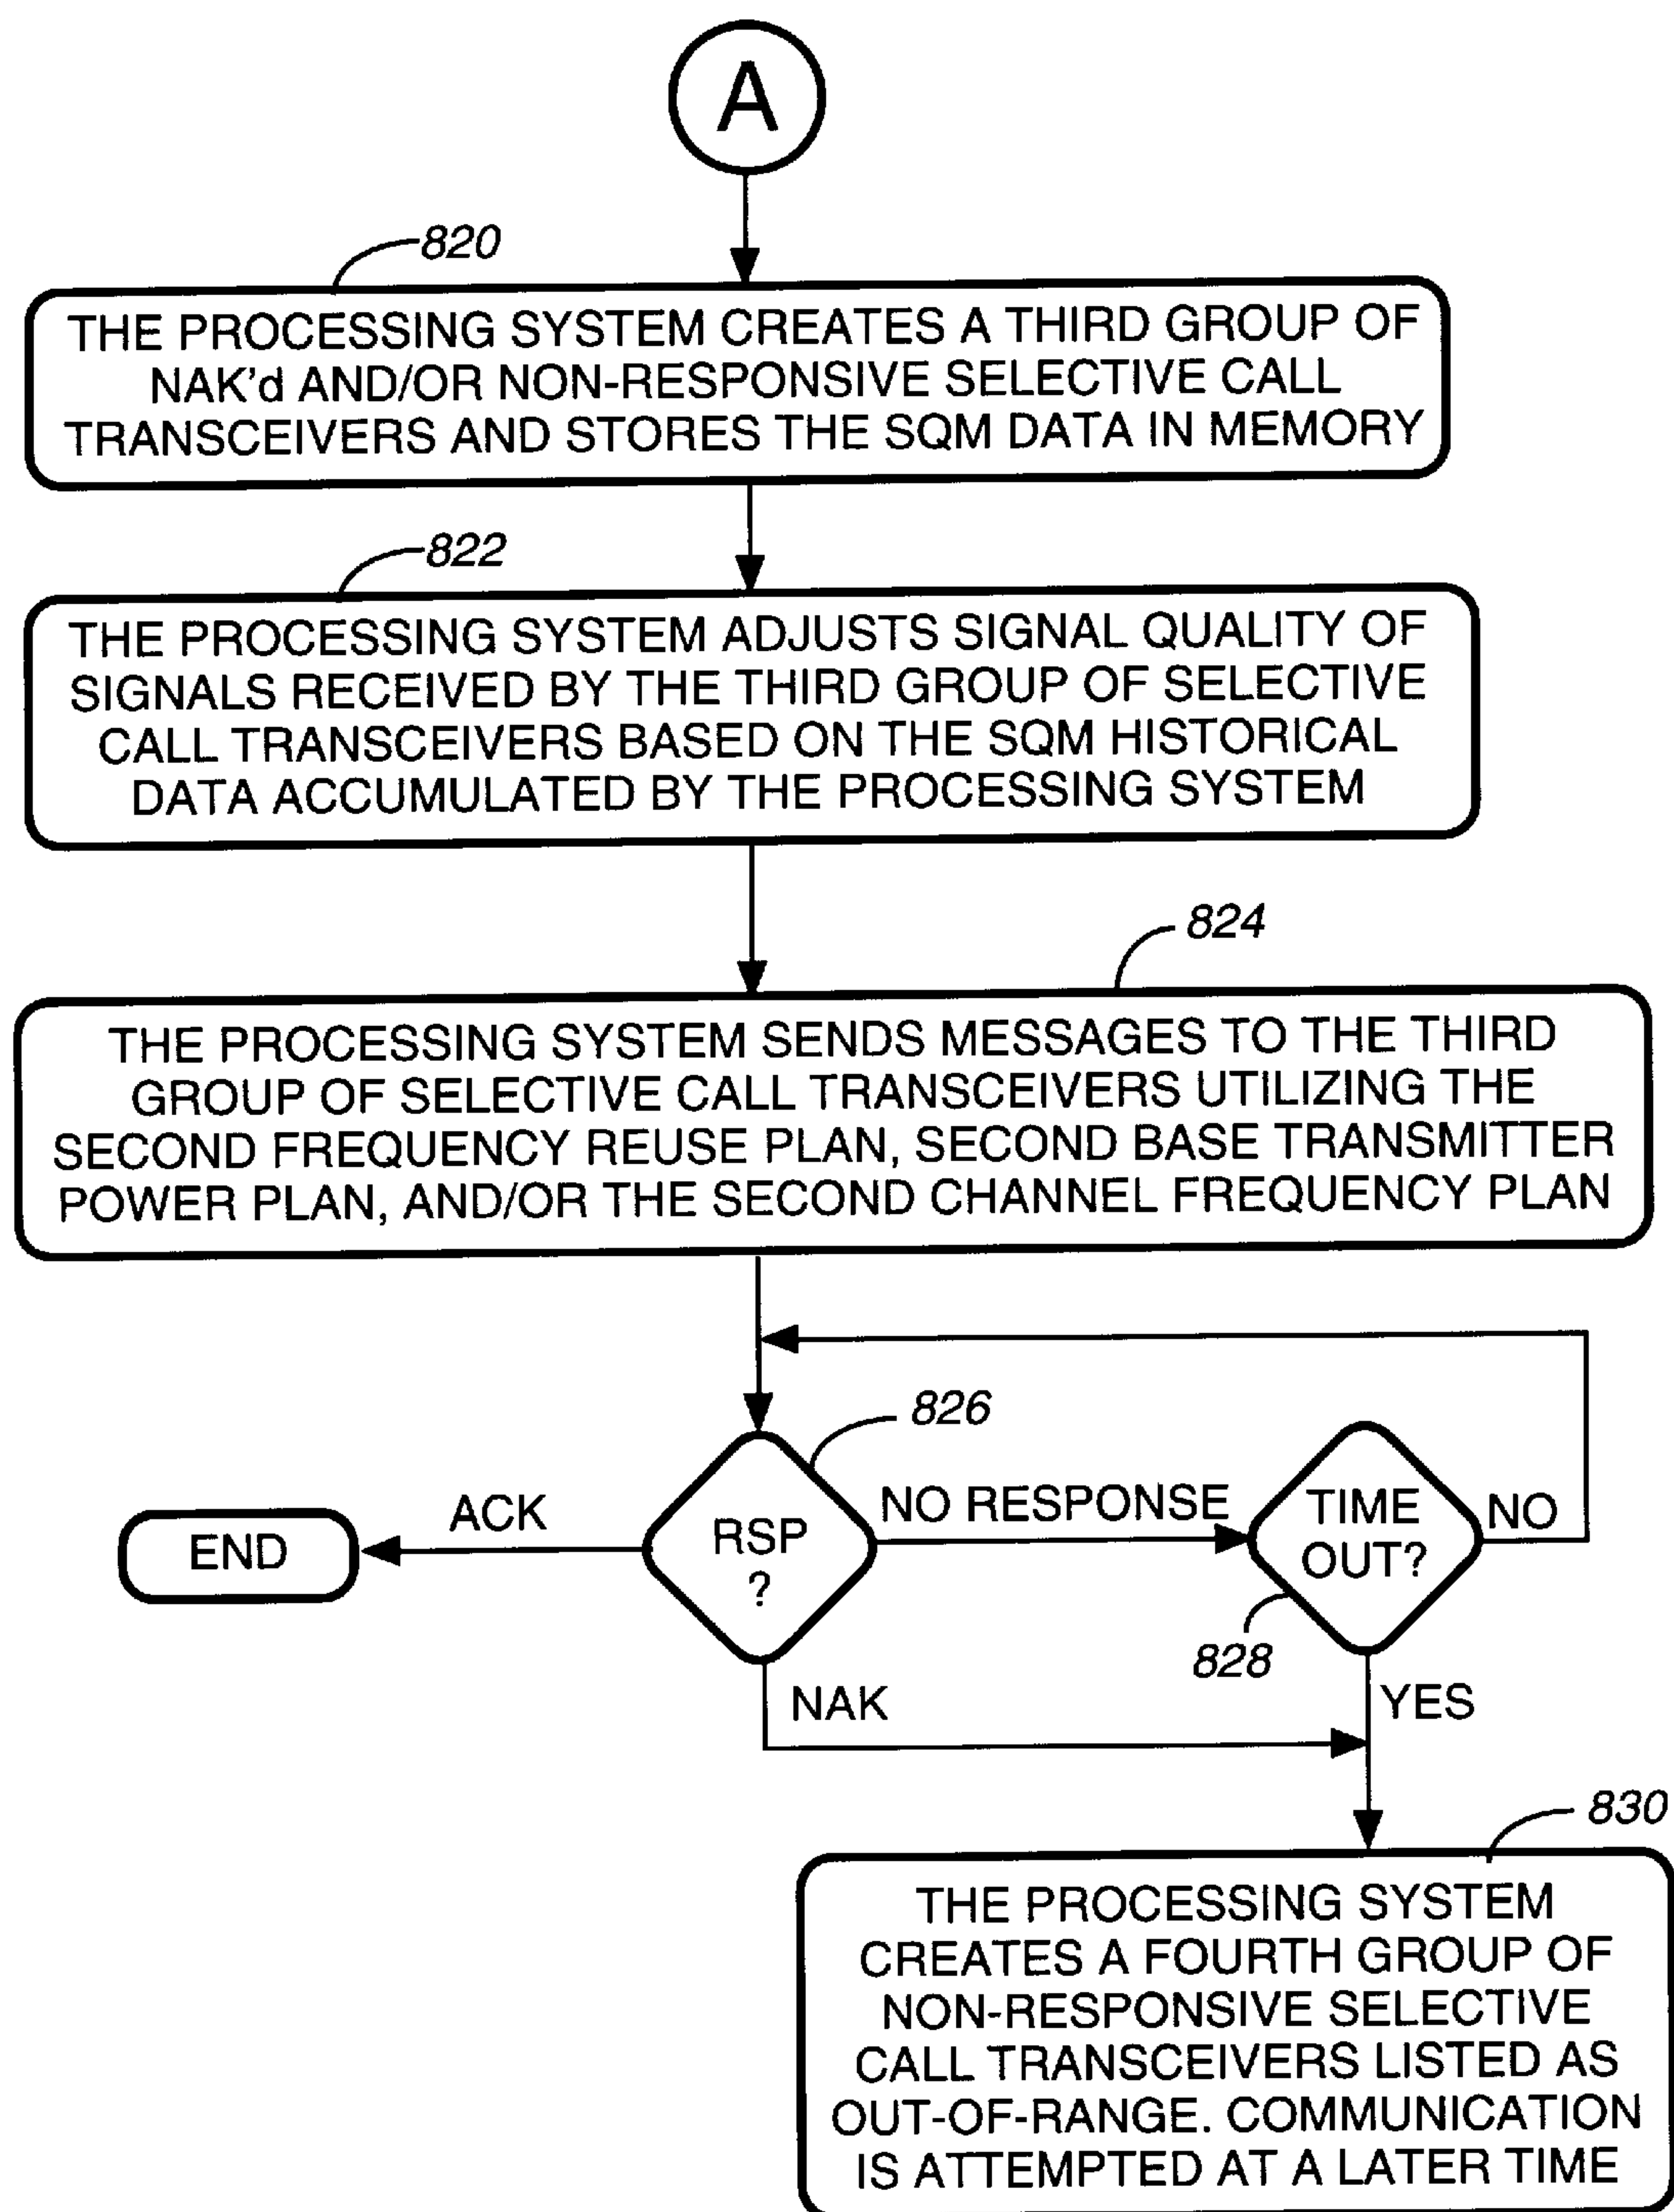 A
820
THE PROCESSING SYSTEM CREATES A THIRD GROUP OF
NAK'd AND/OR NON-RESPONSIVE SELECTIVE CALL
TRANSCEIVERS AND STORES THE SQM DATA IN MEMORY
822
THE PROCESSING SYSTEM ADJUSTS SIGNAL QUALITY OF
SIGNALS RECEIVED BY THE THIRD GROUP OF SELECTIVE
CALL TRANSCEIVERS BASED ON THE SQM HISTORICAL
DATA ACCUMULATED BY THE PROCESSING SYSTEM
824
THE PROCESSING SYSTEM SENDS MESSAGES TO THE THIRD
GROUP OF SELECTIVE CALL TRANSCEIVERS UTILIZING THE
SECOND FREQUENCY REUSE PLAN, SECOND BASE TRANSMITTER
POWER PLAN, AND/OR THE SECOND CHANNEL FREQUENCY PLAN
826
END
ACK
RSP
?
NO RESPONSE
TIME
OUT?
NO
828
NAK
YES
830
THE PROCESSING SYSTEM
CREATES A FOURTH GROUP OF
NON-RESPONSIVE SELECTIVE
CALL TRANSCEIVERS LISTED AS
OUT-OF-RANGE. COMMUNICATION
IS ATTEMPTED AT A LATER TIME